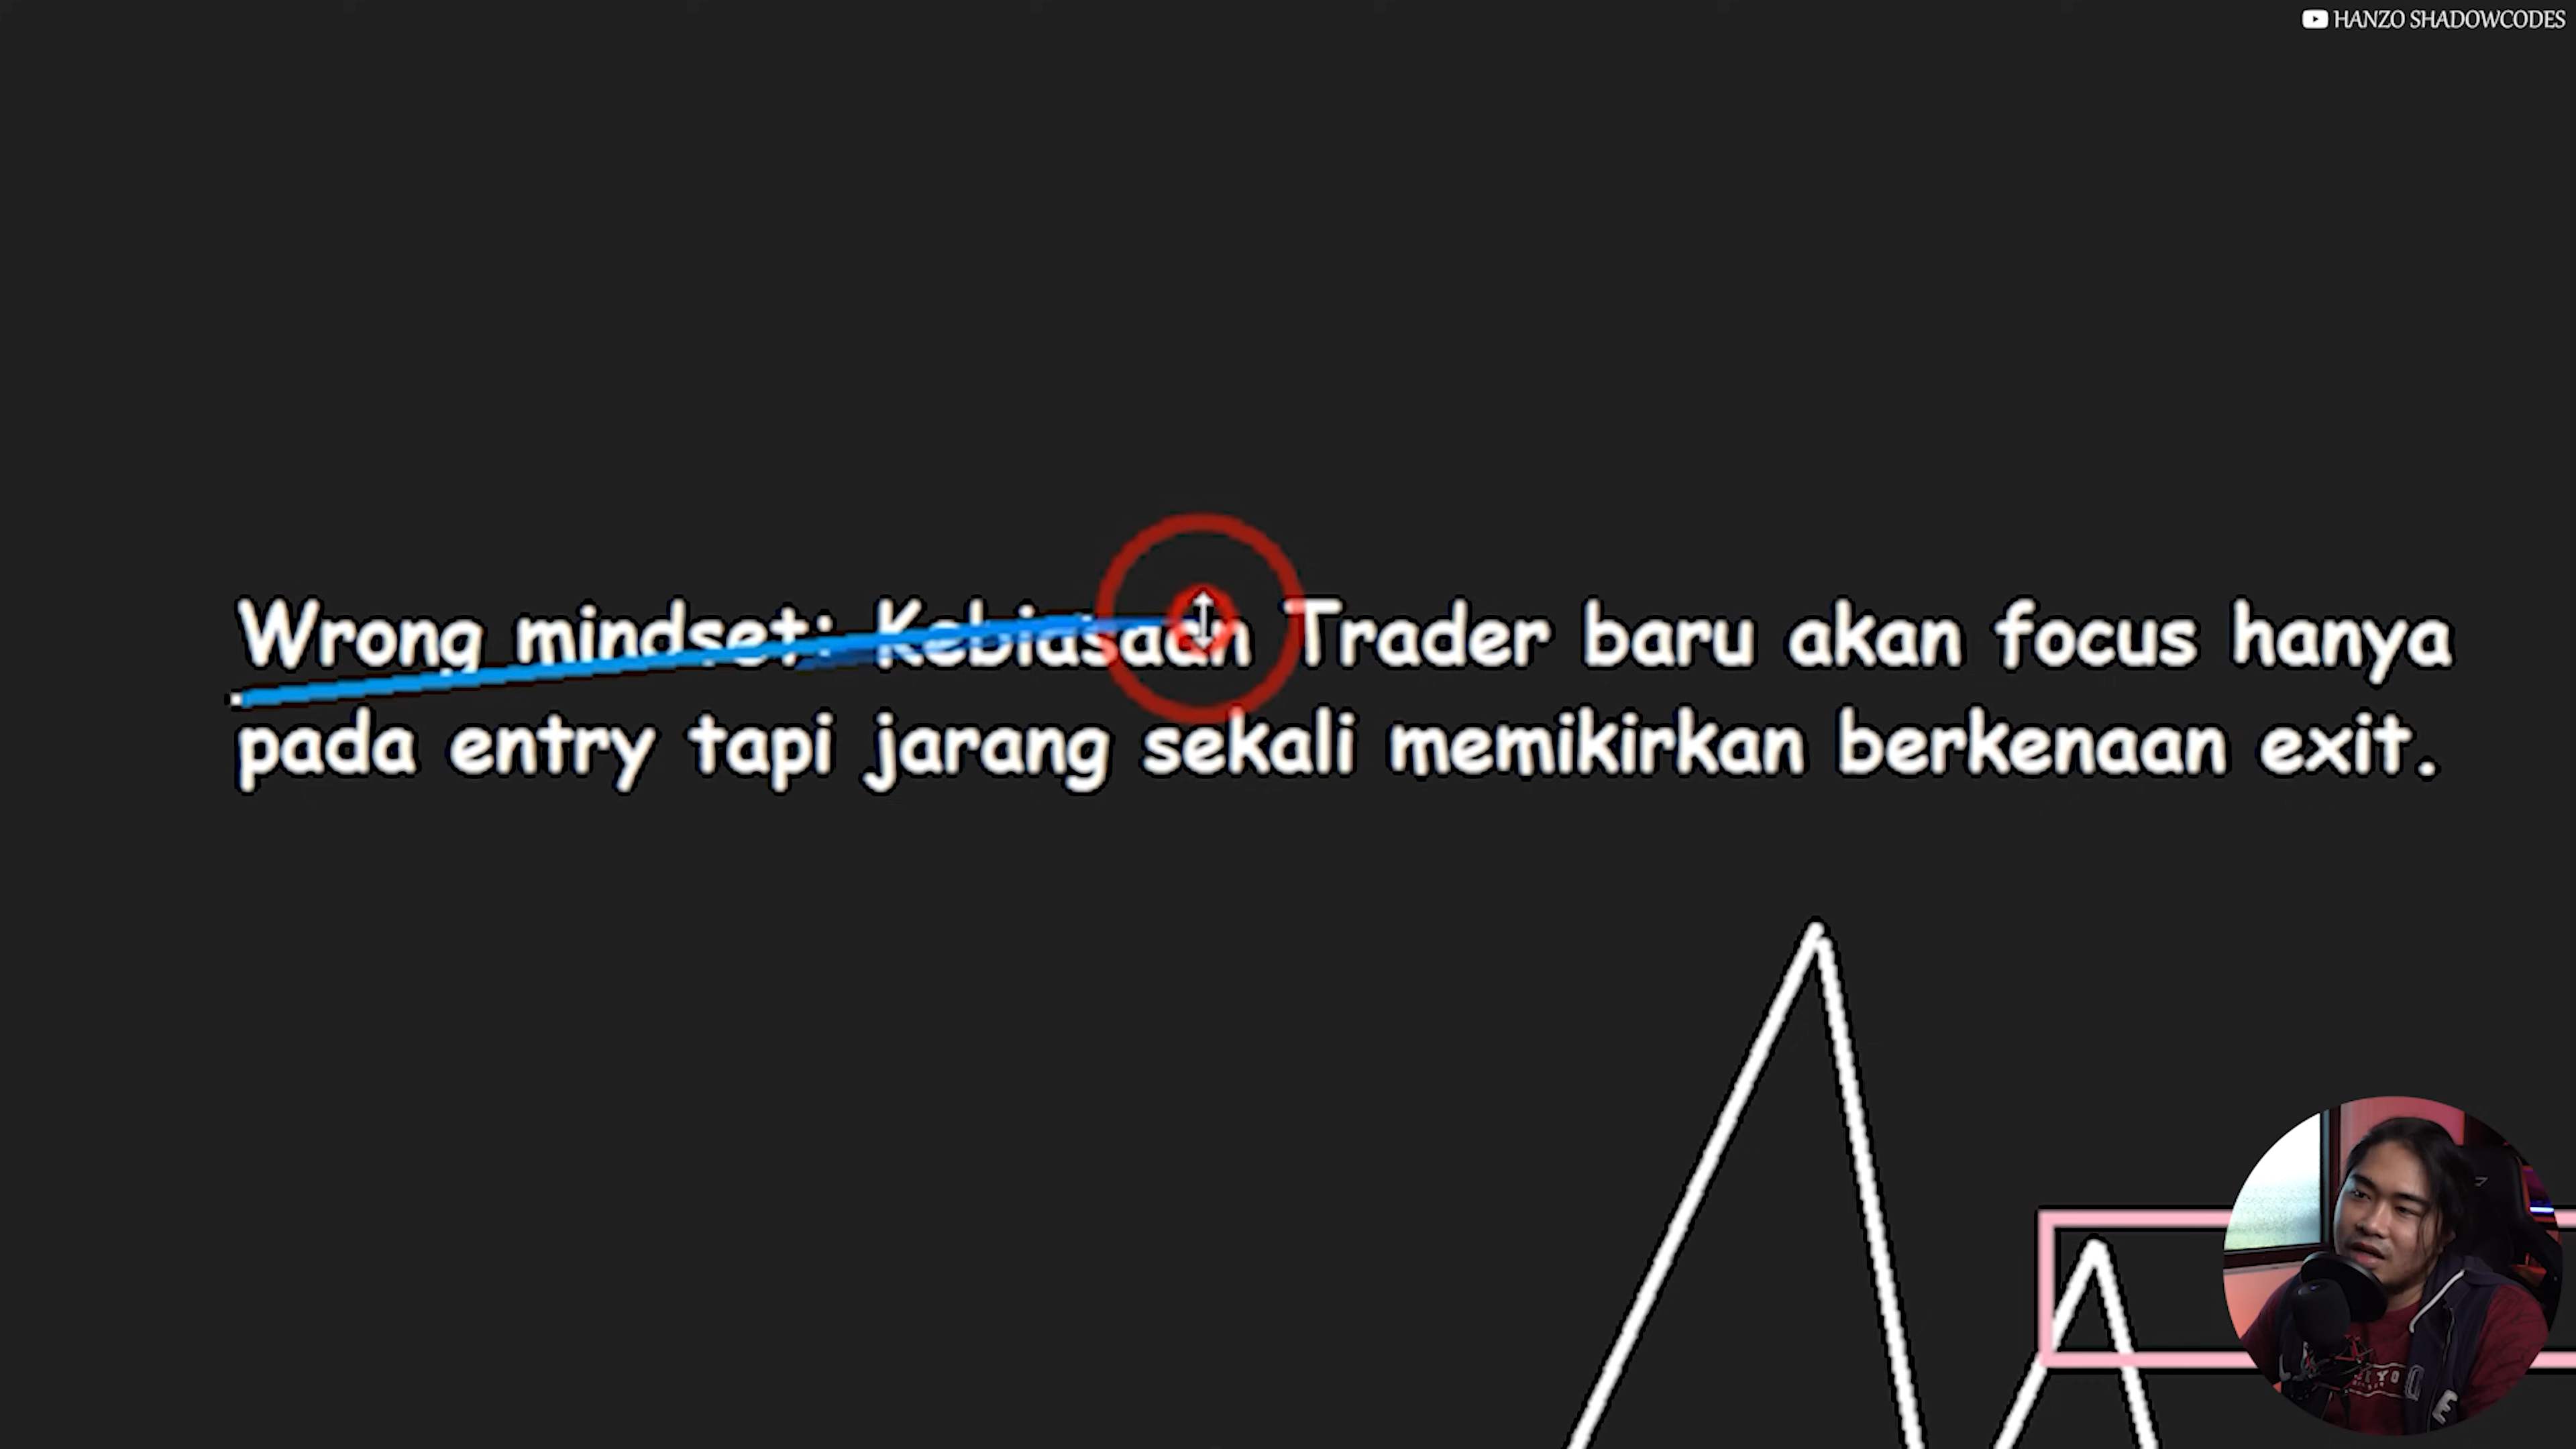 HANZO SHADOWCODES
Wrong mindset: Kebiasaan Trader baru akan focus hanya
pada entry tapi jarang sekali memikirkan berkenaan exit.